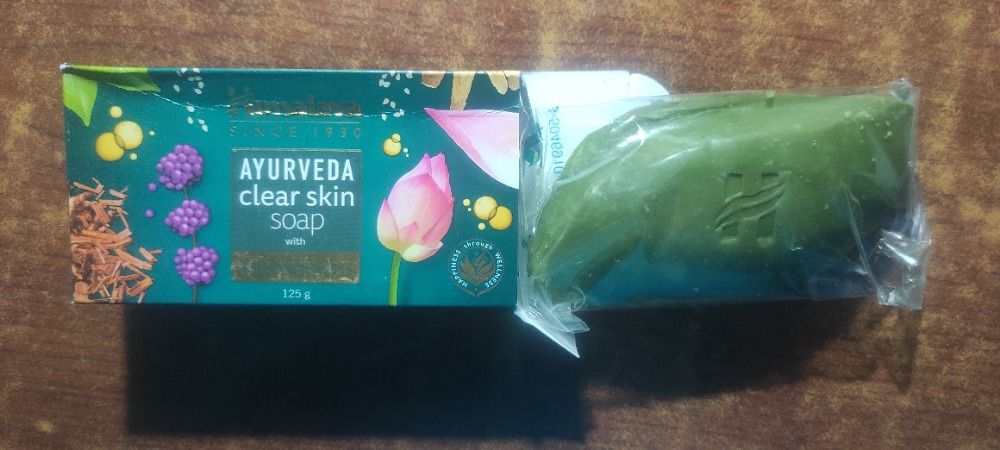 Himalaya
SINCE 1930
AYURVEDA
clear skin
soap
with
125 g
HAPPINESS through WELLNESS
H